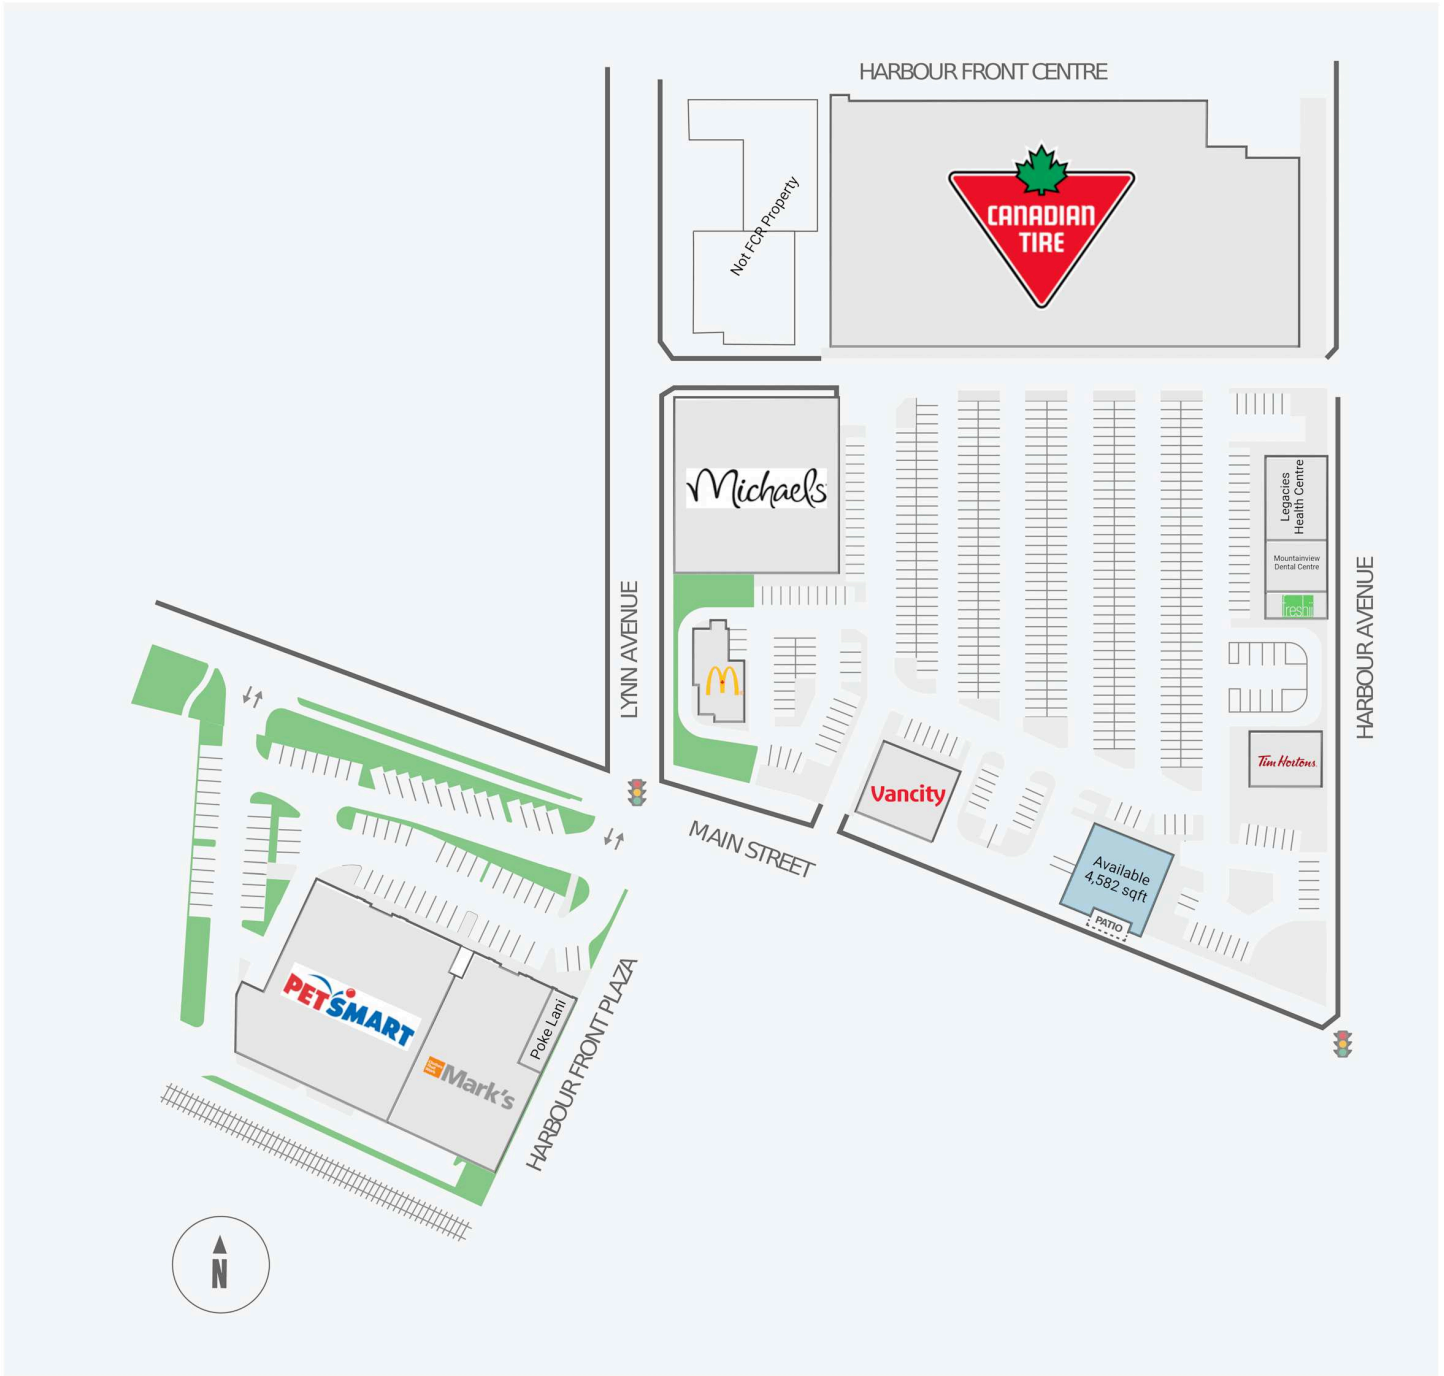 HARBOUR FRONT CENTRE
Not FCR Property
CANADIAN
TIRE
Michaels
Legacies
Health Centre
Mountainview
Dental Centre
freshii
LYNN AVENUE
HARBOUR AVENUE
Tim Hortons
Vancity
MAIN STREET
Available
4,582 sqft
PATIO
PETSMART
Poke Lani
Mark's
HARBOUR FRONT PLAZA
N